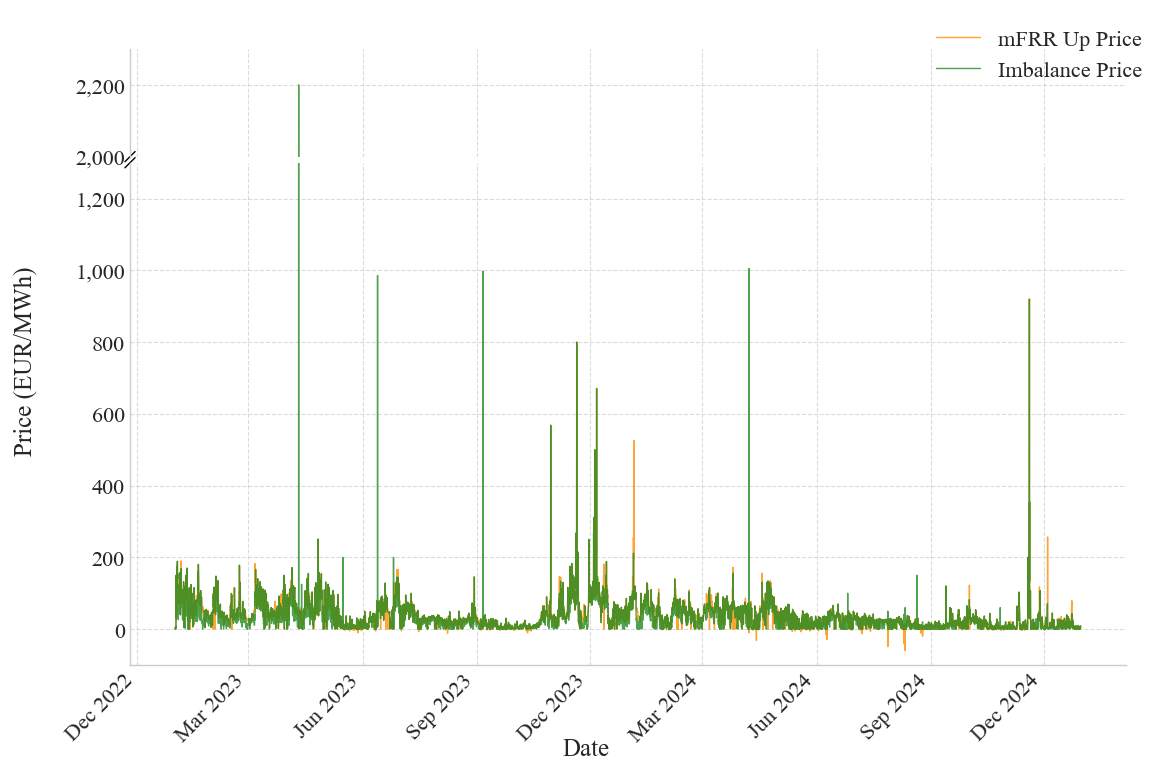 mFRR Up Price
Imbalance Price
2,200
2,000
1,200
1,000
800
600
400
200
0
Price (EUR/MWh)
Dec 2022
Mar 2023
Jun 2023
Sep 2023
Dec 2023
Mar 2024
Jun 2024
Sep 2024
Dec 2024
Date